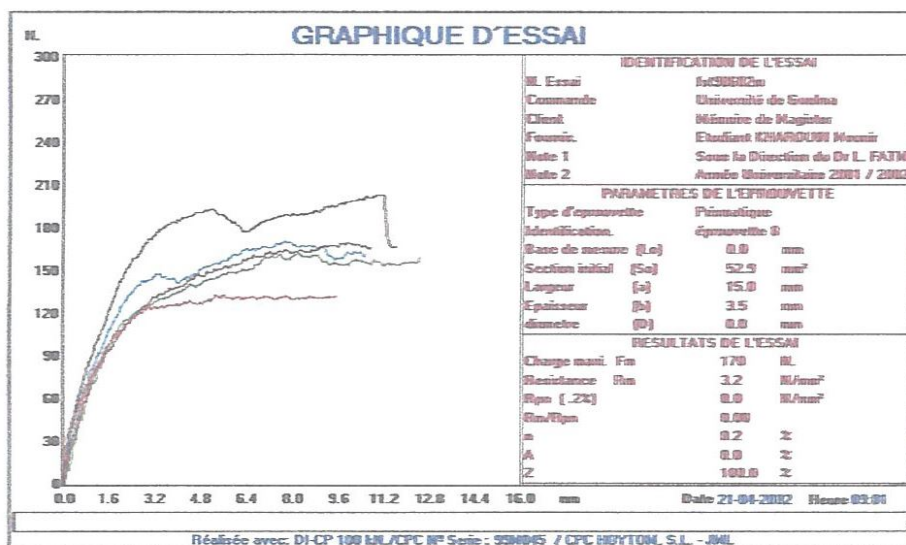 N.
GRAPHIQUE D'ESSAI
300
270
240
210
180
150
120
90
60
30
0
0.0 1.6 3.2 4.8 6.4 8.0 9.6 11.2 12.8 14.4 16.0 mm
IDENTIFICATION DE L'ESSAI
N. Essai
Commande Université de Guelma
Client Mémoire de Magister
Fournis. Etudiant KHAROUBI
Note 1 Sous la Direction du Dr L. FATMI
Note 2 Année Universitaire 2001 / 2002
PARAMETRES DE L'EPROUVETTE
Type d'eprouvette Prismatique
Identification. éprouvette 8
Base de mesure (Lo) 0.0 mm
Section initial (So) 52.9 mm²
Largeur (a) 15.0 mm
Epaisseur (b) 3.5 mm
diametre (D) 0.0 mm
RESULTATS DE L'ESSAI
Charge maxi. Fm 170 N.
Resistance Rm 3.2 N/mm²
Rpn ( .2%) 0.0 N/mm²
Rm/Rpn 0.00
n 0.2 %
A 0.0 %
Z 100.0 %
Date 21-04-2002 Heure 09:01
Réalisée avec: DI-CP 100 kN./CPC Nº Serie : / CPC HOYTOM, S.L. -